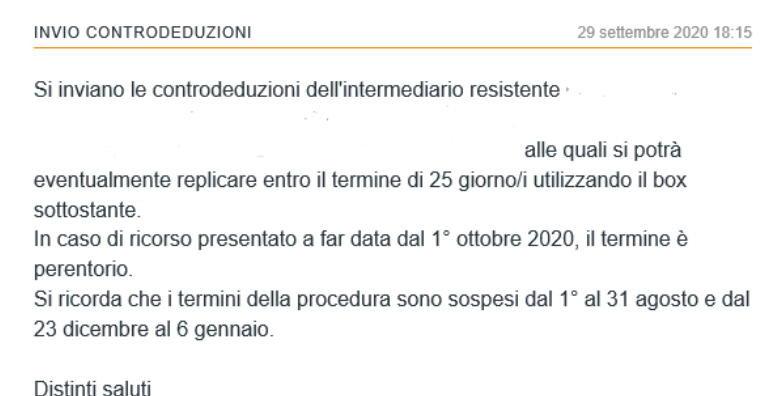 INVIO CONTRODEDUZIONI
29 settembre 2020 18:15
Si inviano le controdeduzioni dell'intermediario resistente
alle quali si potrà
eventualmente replicare entro il termine di 25 giorno/i utilizzando il box
sottostante.
In caso di ricorso presentato a far data dal 1° ottobre 2020, il termine è
perentorio.
Si ricorda che i termini della procedura sono sospesi dal 1° al 31 agosto e dal
23 dicembre al 6 gennaio.
Distinti saluti